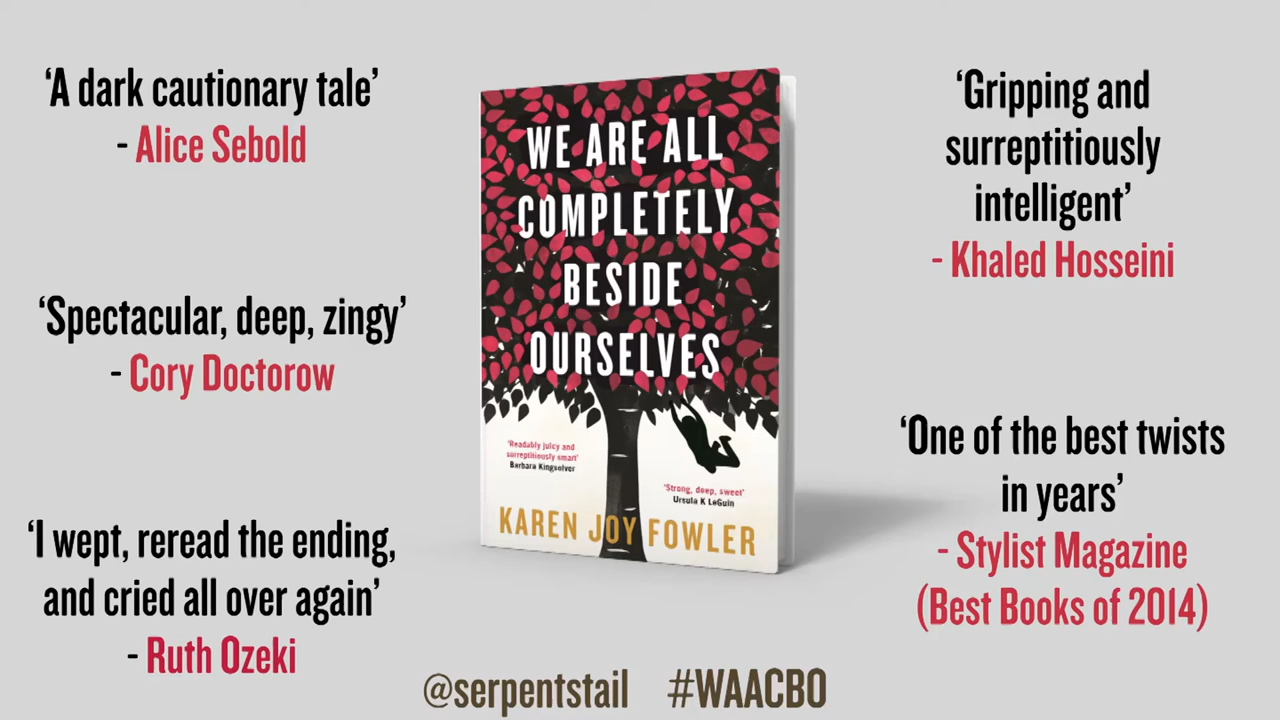 ‘A dark cautionary tale’
- Alice Sebold
‘Spectacular, deep, zingy’
- Cory Doctorow
‘I wept, reread the ending,
and cried all over again’
- Ruth Ozeki
WE ARE ALL
COMPLETELY
BESIDE
OURSELVES
‘Readably juicy and
surreptitiously smart’
Barbara Kingsolver
‘Strong, deep, sweet’
Ursula K LeGuin
KAREN JOY FOWLER
‘Gripping and
surreptitiously
intelligent’
- Khaled Hosseini
‘One of the best twists
in years’
- Stylist Magazine
(Best Books of 2014)
@serpentstail #WAACBO